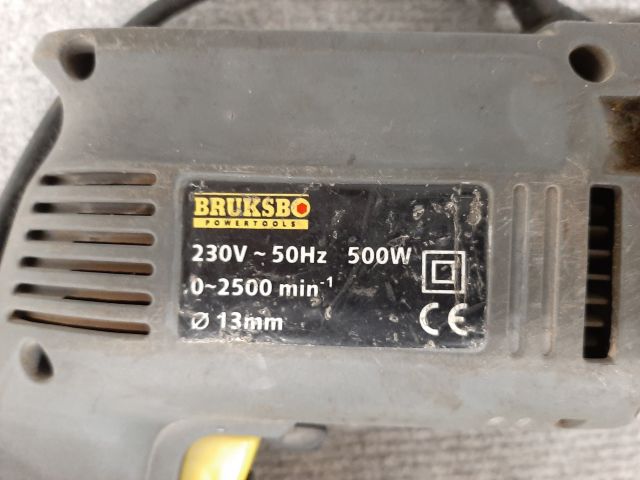 BRUKSBO
POWERTOOLS
230V ~ 50Hz 500W
0~2500 min⁻¹
Ø 13mm
CE